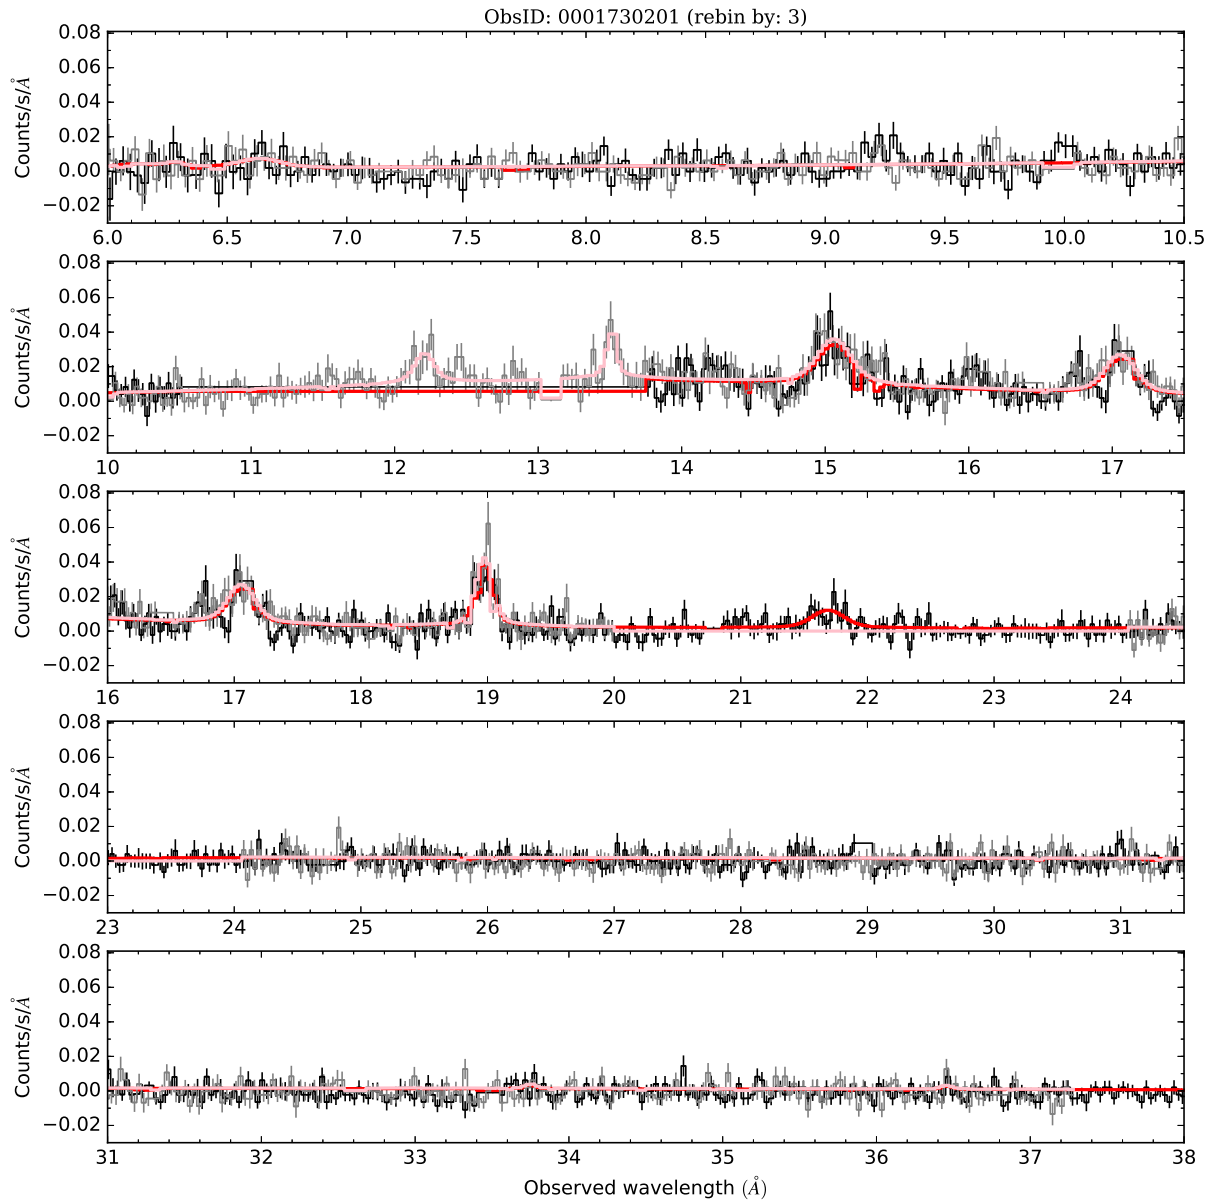 ObsID: 0001730201 (rebin by: 3)
0.08
0.06
0.04
0.02
0.00
−0.02
Counts/s/Å
6.0 6.5 7.0 7.5 8.0 8.5 9.0 9.5 10.0 10.5
0.08
0.06
0.04
0.02
0.00
−0.02
Counts/s/Å
10 11 12 13 14 15 16 17
0.08
0.06
0.04
0.02
0.00
−0.02
Counts/s/Å
16 17 18 19 20 21 22 23 24
0.08
0.06
0.04
0.02
0.00
−0.02
Counts/s/Å
23 24 25 26 27 28 29 30 31
0.08
0.06
0.04
0.02
0.00
−0.02
Counts/s/Å
31 32 33 34 35 36 37 38
Observed wavelength (Å)